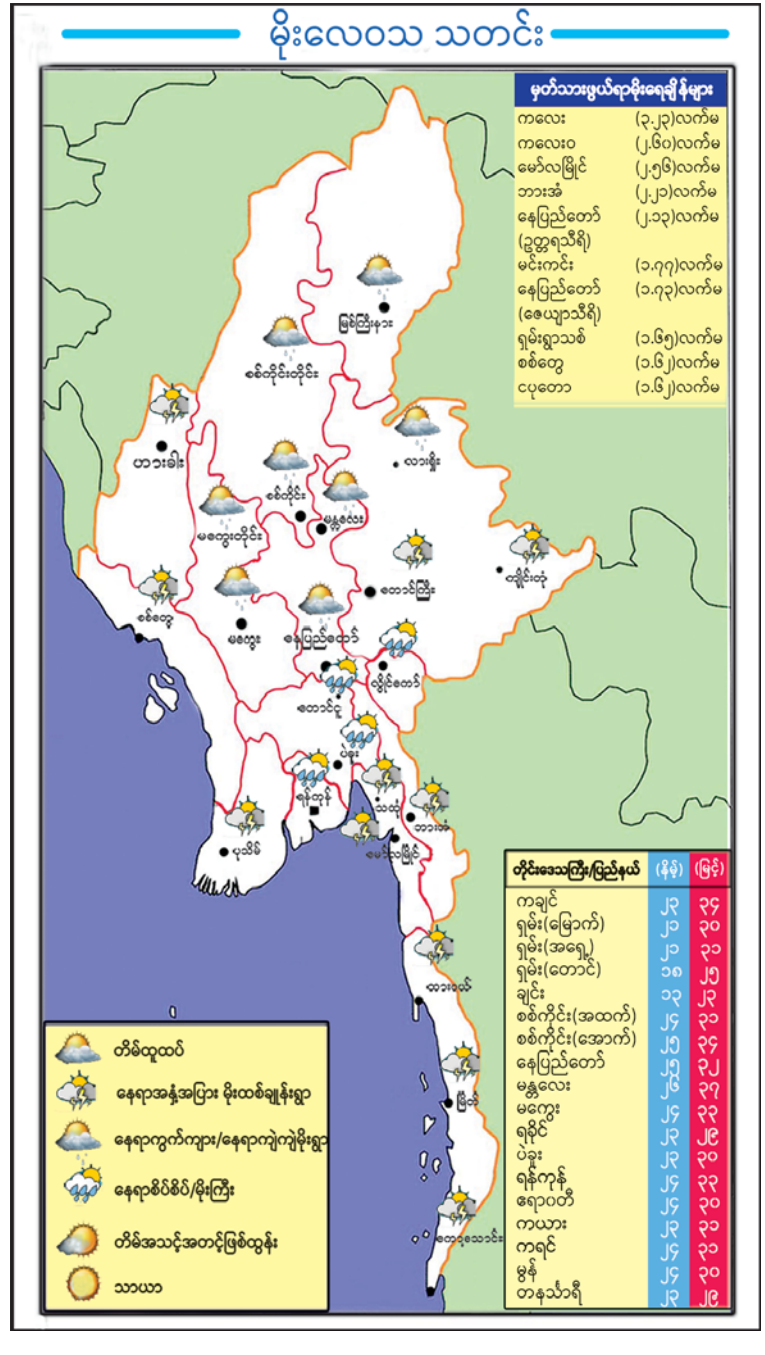 မိုးလေဝသ သတင်း
မှတ်သားဖွယ်ရာမိုးရေချိန်များ
ကလေး (၃.၂၃)လက်မ
ကလေးဝ (၂.၆၀)လက်မ
မော်လမြိုင် (၂.၅၆)လက်မ
ဘားအံ (၂.၂၁)လက်မ
နေပြည်တော် (၂.၁၃)လက်မ
(ဥတ္တရသီရိ)
မင်းကင်း (၁.၇၇)လက်မ
နေပြည်တော် (၁.၇၃)လက်မ
(ဇေယျာသီရိ)
ရှမ်းရွာသစ် (၁.၆၅)လက်မ
စစ်တွေ (၁.၆၂)လက်မ
ငပုတော (၁.၆၂)လက်မ
မြစ်ကြီးနား
စစ်ကိုင်းတိုင်း
ဟားခါး
လားရှိုး
စစ်ကိုင်း
မန္တလေး
မကွေးတိုင်း
ကျိုင်းတုံ
တောင်ကြီး
စစ်တွေ
မကွေး
နေပြည်တော်
လွိုင်ကော်
တောင်ငူ
ပဲခူး
ရန်ကုန်
သထုံ
ဘားအံ
ပုသိမ်
မော်လမြိုင်
ထားဝယ်
မြိတ်
ကော့သောင်း
တိုင်းဒေသကြီး/ပြည်နယ် (နိမ့်) (မြင့်)
ကချင် ၂၃ ၃၄
ရှမ်း(မြောက်) ၂၁ ၃၀
ရှမ်း(အရှေ့) ၂၁ ၃၁
ရှမ်း(တောင်) ၁၈ ၂၅
ချင်း ၁၃ ၂၃
စစ်ကိုင်း(အထက်) ၂၄ ၃၁
စစ်ကိုင်း(အောက်) ၂၅ ၃၄
နေပြည်တော် ၂၅ ၃၂
မန္တလေး ၂၆ ၃၇
မကွေး ၂၄ ၃၃
ရခိုင် ၂၃ ၂၉
ပဲခူး ၂၃ ၃၀
ရန်ကုန် ၂၄ ၃၃
ဧရာဝတီ ၂၄ ၃၀
ကယား ၂၃ ၃၁
ကရင် ၂၄ ၃၁
မွန် ၂၄ ၃၀
တနင်္သာရီ ၂၃ ၂၉
တိမ်ထူထပ်
နေရာအနှံ့အပြား မိုးထစ်ချုန်းရွာ
နေရာကွက်ကျား/နေရာကျဲကျဲမိုးရွာ
နေရာစိပ်စိပ်/မိုးကြီး
တိမ်အသင့်အတင့်ဖြစ်ထွန်း
သာယာ